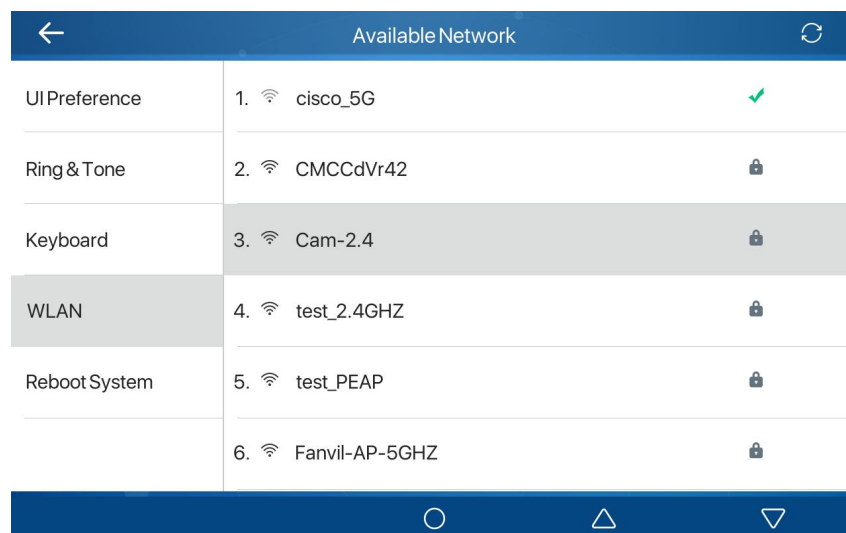 Available Network
UI Preference
Ring & Tone
Keyboard
WLAN
Reboot System
1. cisco_5G
2. CMCCdVr42
3. Cam-2.4
4. test_2.4GHZ
5. test_PEAP
6. Fanvil-AP-5GHZ